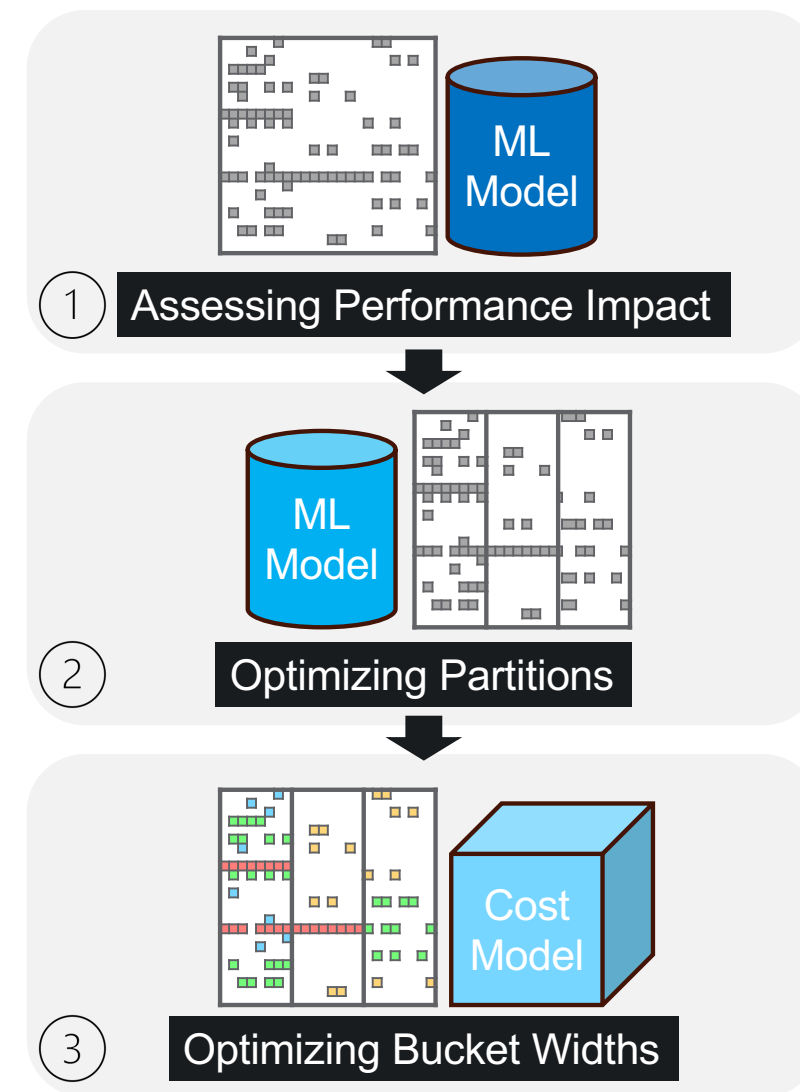 ML
Model
1
Assessing Performance Impact
ML
Model
2
Optimizing Partitions
Cost
Model
3
Optimizing Bucket Widths